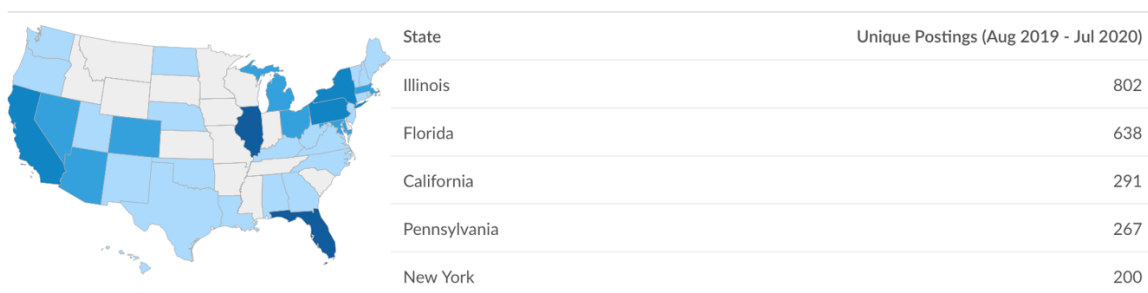 State Unique Postings (Aug 2019 - Jul 2020)
Illinois 802
Florida 638
California 291
Pennsylvania 267
New York 200